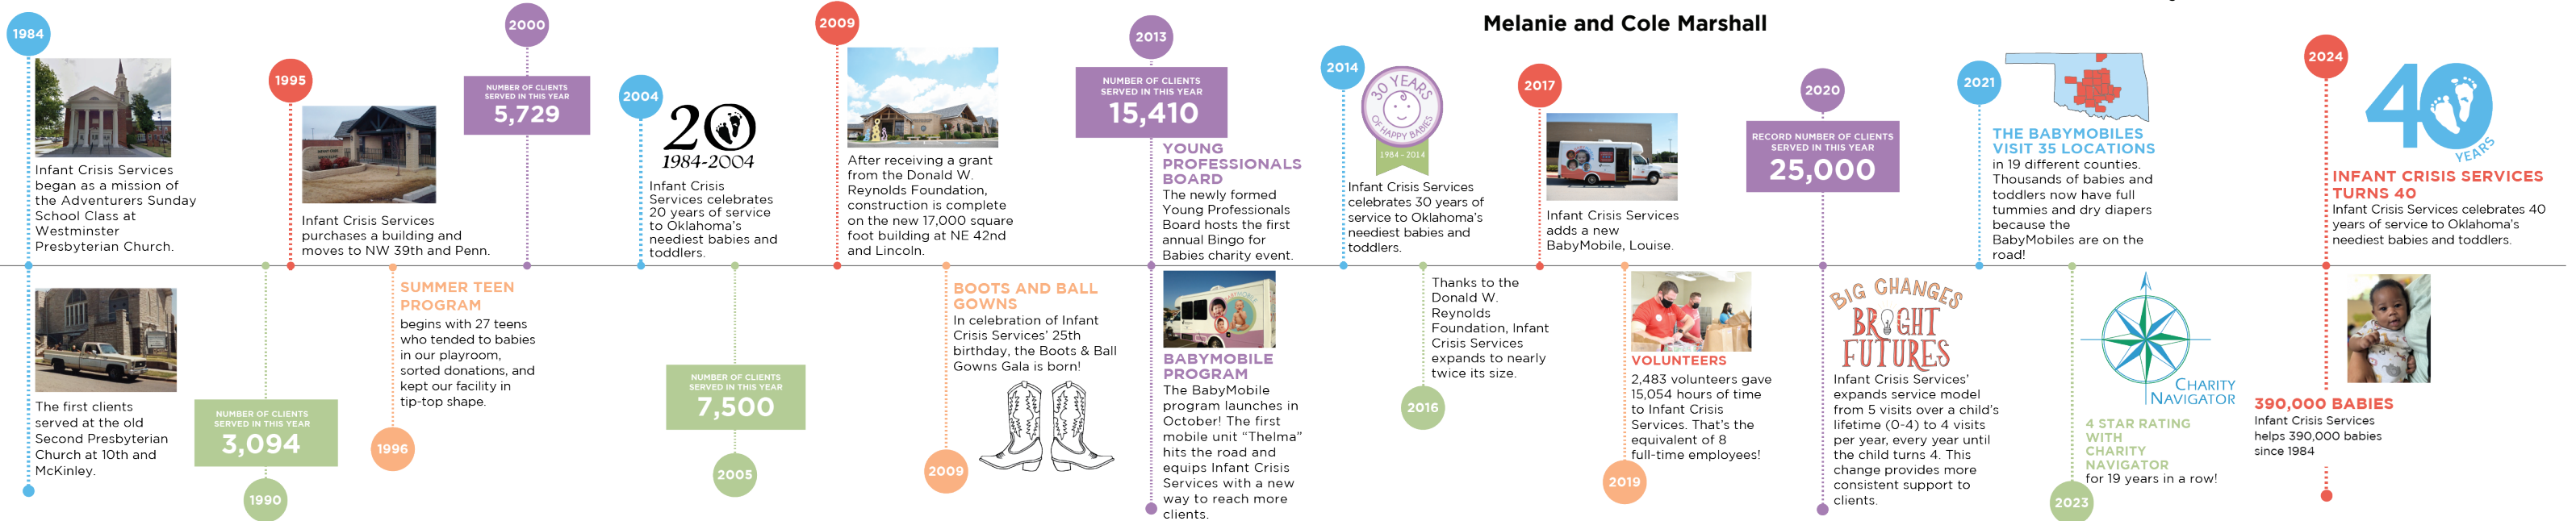 Melanie and Cole Marshall
1984
Infant Crisis Services
began as a mission of
the Adventurers Sunday
School Class at
Westminster
Presbyterian Church.
The first clients
served at the old
Second Presbyterian
Church at 10th and
McKinley.
NUMBER OF CLIENTS
SERVED IN THIS YEAR
3,094
1990
1995
Infant Crisis Services
purchases a building and
moves to NW 39th and Penn.
SUMMER TEEN
PROGRAM
begins with 27 teens
who tended to babies
in our playroom,
sorted donations, and
kept our facility in
tip-top shape.
1996
2000
NUMBER OF CLIENTS
SERVED IN THIS YEAR
5,729
2004
20
1984-2004
Infant Crisis
Services celebrates
20 years of service
to Oklahoma's
neediest babies and
toddlers.
NUMBER OF CLIENTS
SERVED IN THIS YEAR
7,500
2005
2009
After receiving a grant
from the Donald W.
Reynolds Foundation,
construction is complete
on the new 17,000 square
foot building at NE 42nd
and Lincoln.
BOOTS AND BALL
GOWNS
In celebration of Infant
Crisis Services' 25th
birthday, the Boots & Ball
Gowns Gala is born!
2009
2013
NUMBER OF CLIENTS
SERVED IN THIS YEAR
15,410
YOUNG
PROFESSIONALS
BOARD
The newly formed
Young Professionals
Board hosts the first
annual Bingo for
Babies charity event.
BABYMOBILE
PROGRAM
The BabyMobile
program launches in
October! The first
mobile unit “Thelma”
hits the road and
equips Infant Crisis
Services with a new
way to reach more
clients.
2014
30 YEARS
OF HAPPY BABIES
1984 - 2014
Infant Crisis Services
celebrates 30 years of
service to Oklahoma's
neediest babies and
toddlers.
Thanks to the
Donald W.
Reynolds
Foundation, Infant
Crisis Services
expands to nearly
twice its size.
2016
2017
Infant Crisis Services
adds a new
BabyMobile, Louise.
VOLUNTEERS
2,483 volunteers gave
15,054 hours of time
to Infant Crisis
Services. That's the
equivalent of 8
full-time employees!
2019
2020
RECORD NUMBER OF CLIENTS
SERVED IN THIS YEAR
25,000
BIG CHANGES
BRIGHT
FUTURES
Infant Crisis Services'
expands service model
from 5 visits over a child's
lifetime (0-4) to 4 visits
per year, every year until
the child turns 4. This
change provides more
consistent support to
clients.
2021
THE BABYMOBILES
VISIT 35 LOCATIONS
in 19 different counties.
Thousands of babies and
toddlers now have full
tummies and dry diapers
because the
BabyMobiles are on the
road!
CHARITY
NAVIGATOR
4 STAR RATING
WITH
CHARITY
NAVIGATOR
for 19 years in a row!
2023
2024
40
YEARS
INFANT CRISIS SERVICES
TURNS 40
Infant Crisis Services celebrates 40
years of service to Oklahoma's
neediest babies and toddlers.
390,000 BABIES
Infant Crisis Services
helps 390,000 babies
since 1984